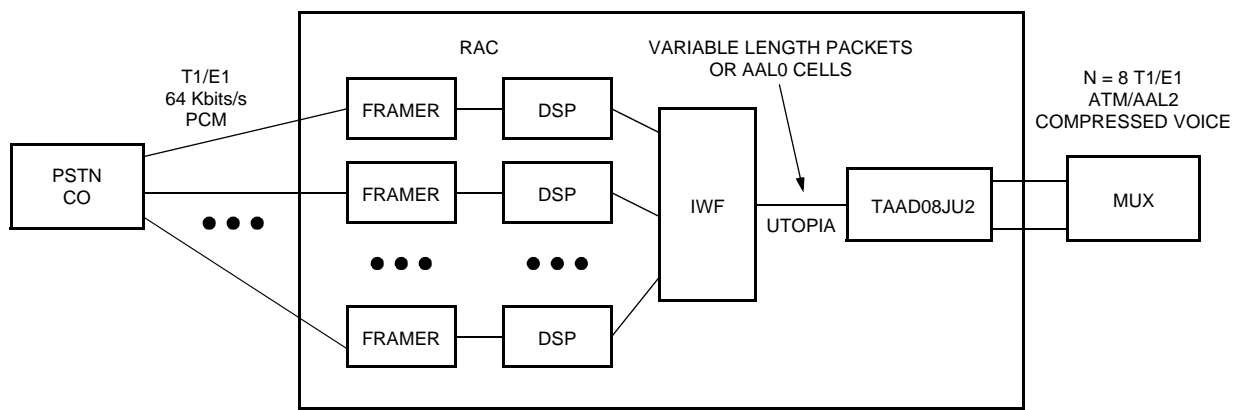 RAC
VARIABLE LENGTH PACKETS
OR AAL0 CELLS
T1/E1
64 Kbits/s
PCM
N = 8 T1/E1
ATM/AAL2
COMPRESSED VOICE
FRAMER
DSP
PSTN
CO
FRAMER
DSP
IWF
UTOPIA
TAAD08JU2
MUX
FRAMER
DSP